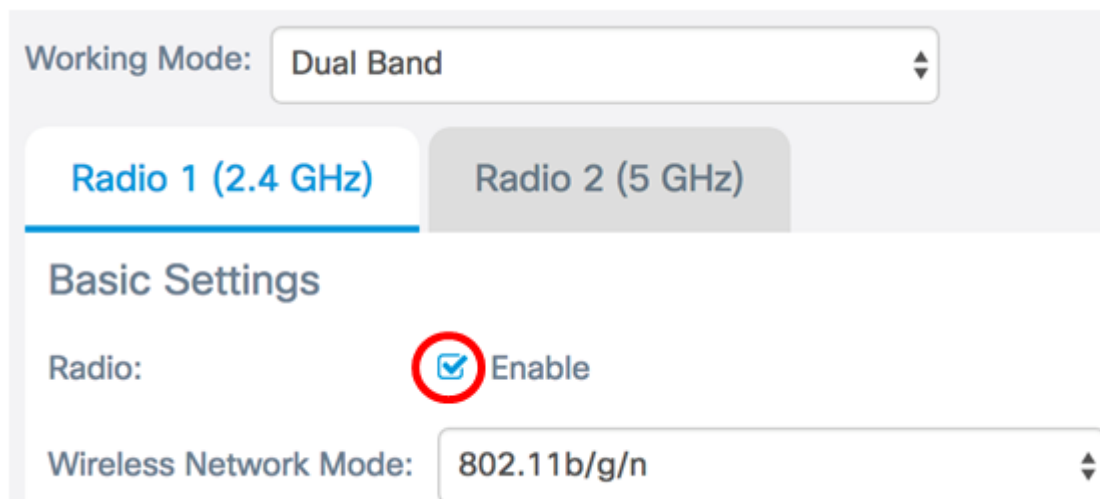 Working Mode: Dual Band
Radio 1 (2.4 GHz) Radio 2 (5 GHz)
Basic Settings
Radio: Enable
Wireless Network Mode: 802.11b/g/n